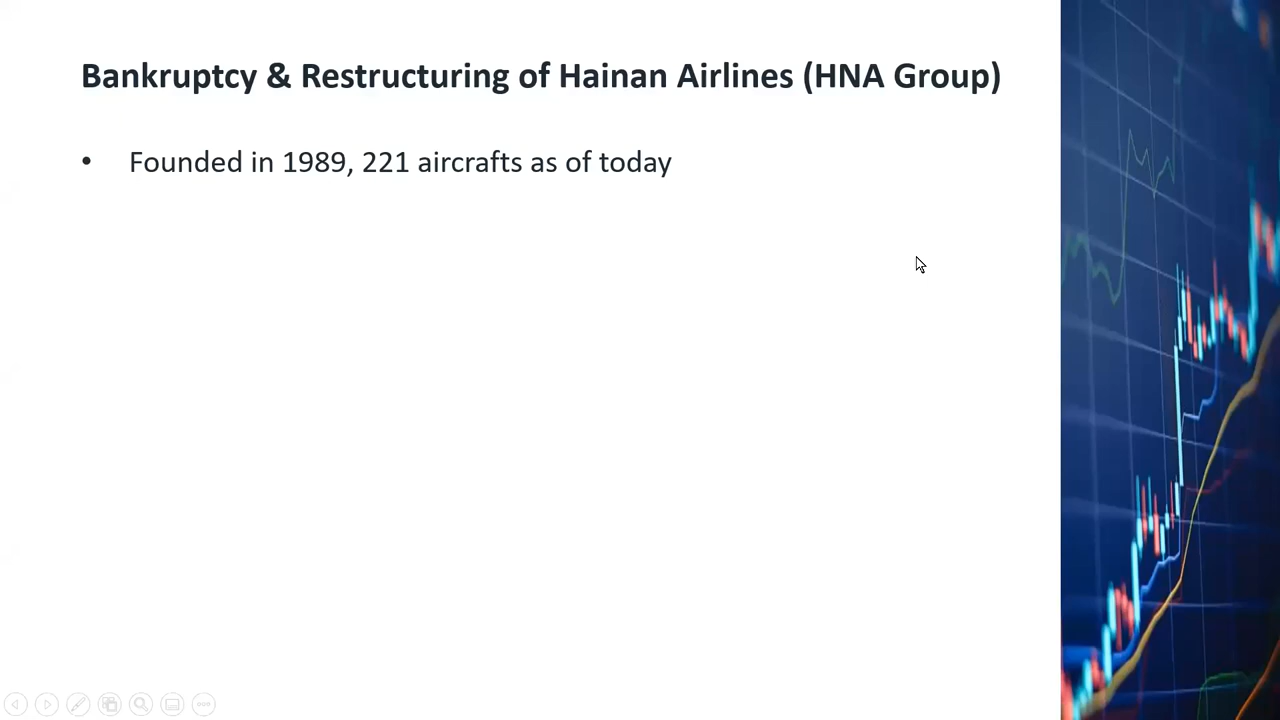 Bankruptcy & Restructuring of Hainan Airlines (HNA Group)
• Founded in 1989, 221 aircrafts as of today